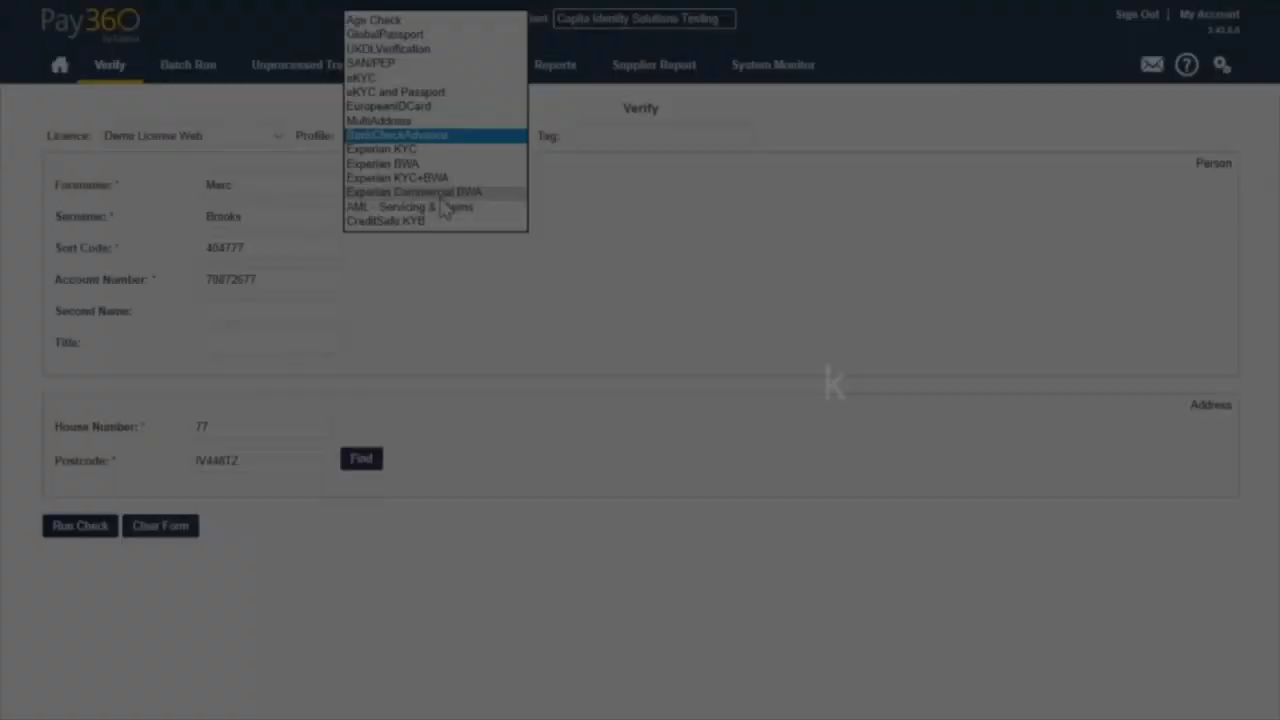 Pay360
Capita Identity Solutions Testing
Sign Out | My Account
Verify
Batch Run
Reports
Supplier Report
System Monitor
Age Check
GlobalPassport
UKDLVerification
SAN/PEP
eKYC
eKYC and Passport
EuropeanIDCard
MultiAddress
BankCheckAdvance
Experian KYC
Experian BWA
Experian KYC+BWA
Experian Commercial BWA
AML - Servicing &
CreditSafe KYB
Verify
Licence: Demo License Web Profile: Tag:
Person
Forename: * Marc
Surname: * Brooks
Sort Code: * 404777
Account Number: * 70872677
Second Name:
Title:
k
Address
House Number: * 77
Postcode: * Find
Run Check Clear Form